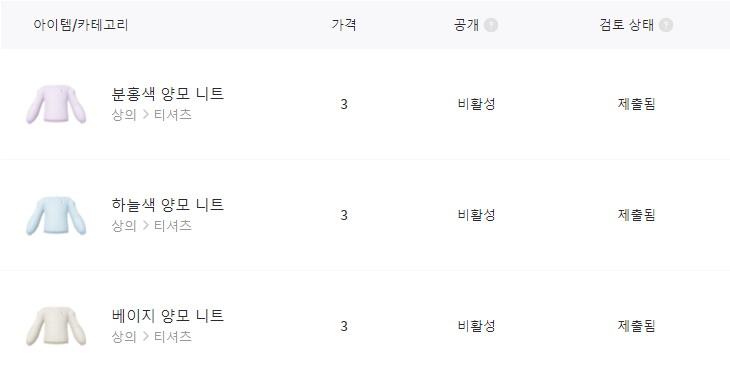 아이템/카테고리 가격 공개 ? 검토 상태 ?
분홍색 양모 니트
상의 > 티셔츠
3 비활성 제출됨
하늘색 양모 니트
상의 > 티셔츠
3 비활성 제출됨
베이지 양모 니트
상의 > 티셔츠
3 비활성 제출됨